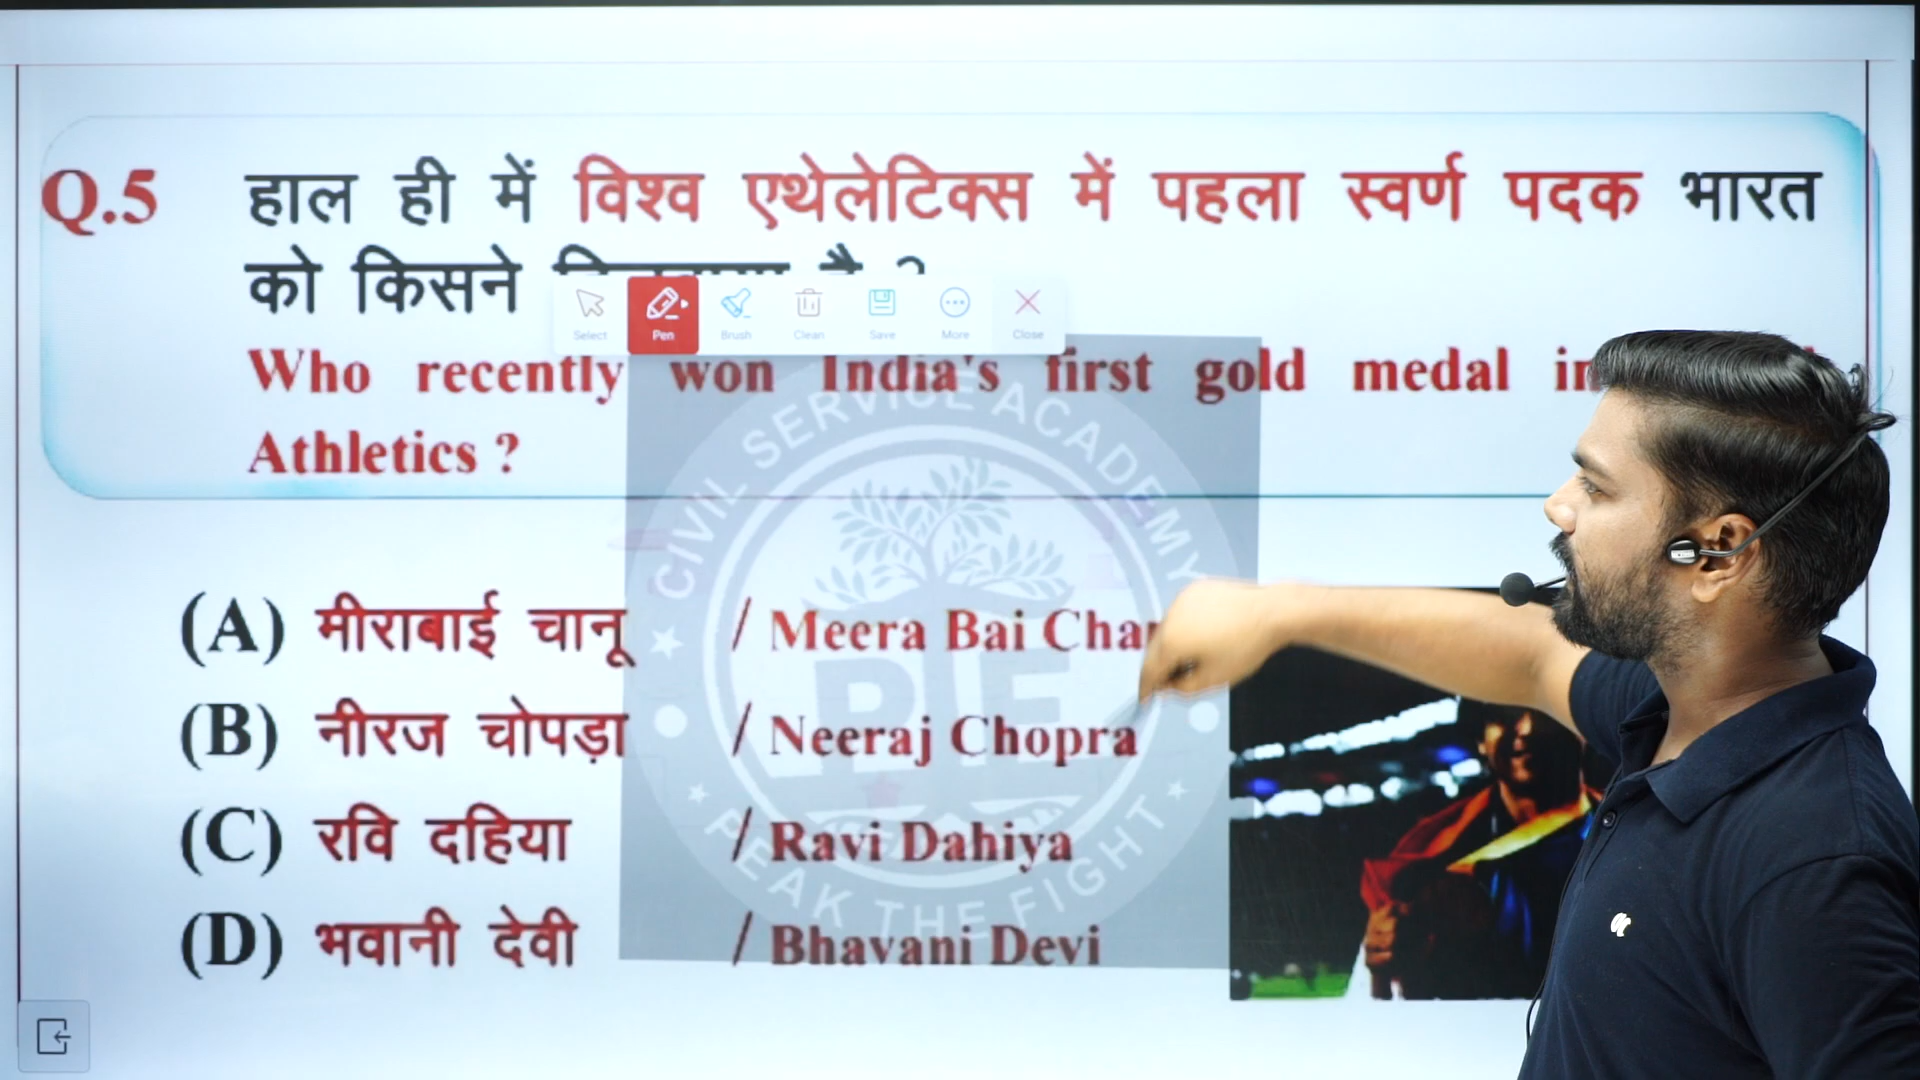 Q.5 हाल ही में विश्व एथेलेटिक्स में पहला स्वर्ण पदक भारत
को किसने है ?
Select Pen Brush Clean Save More Close
Who recently won India's first gold medal in
Athletics ?
CIVIL SERVICE ACADEMY
(A) मीराबाई चानू / Meera Bai
(B) नीरज चोपड़ा / Neeraj Chopra
PTE
(C) रवि दहिया / Ravi Dahiya
(D) भवानी देवी / Bhavani Devi
PEAK THE FIGHT